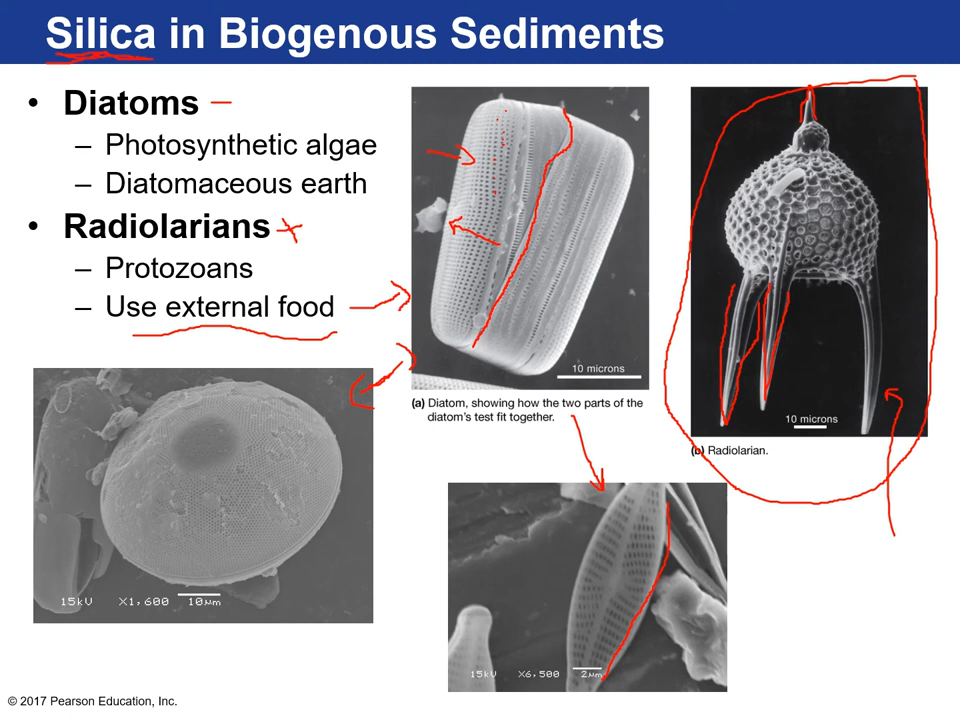 Silica in Biogenous Sediments
• Diatoms
– Photosynthetic algae
– Diatomaceous earth
• Radiolarians
– Protozoans
– Use external food
10 microns
(a) Diatom, showing how the two parts of the
diatom's test fit together.
10 microns
(b) Radiolarian.
15kV X1,600 10µm
15kV X6,500 2µm
© 2017 Pearson Education, Inc.